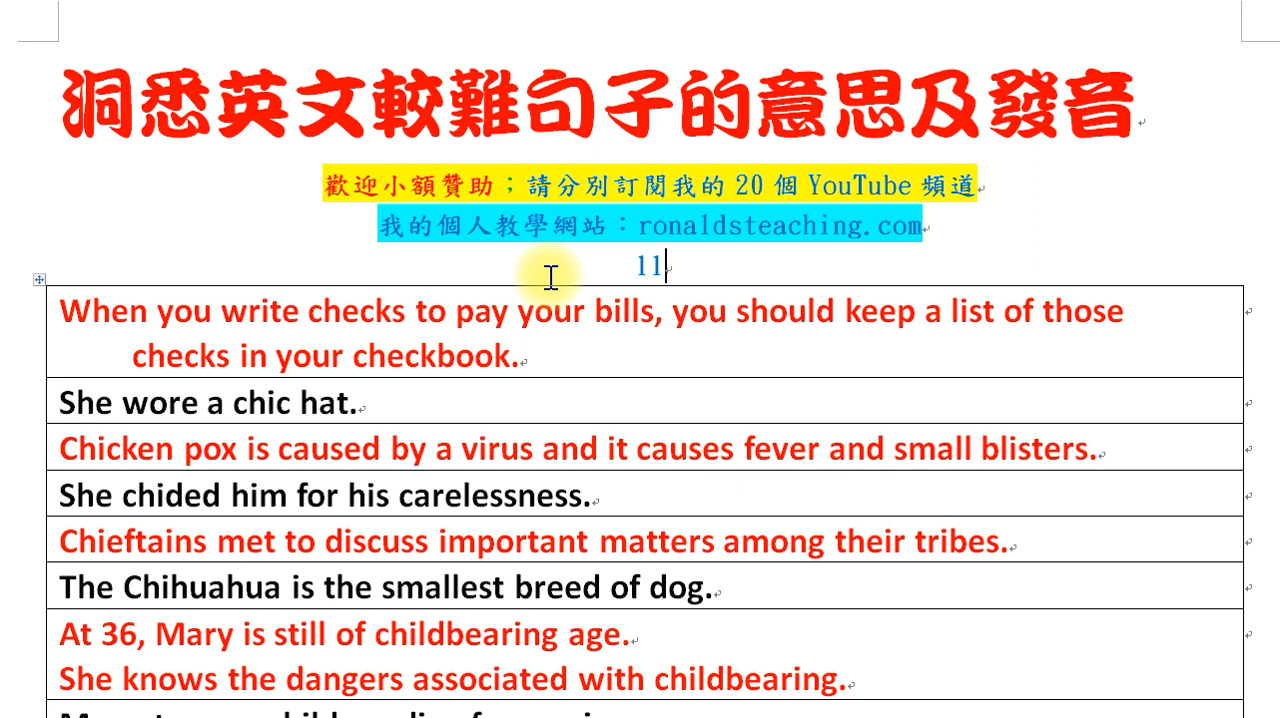 洞悉英文較難句子的意思及發音
歡迎小額贊助；請分別訂閱我的 20 個 YouTube 頻道
我的個人教學網站：ronaldsteaching.com
11
When you write checks to pay your bills, you should keep a list of those
checks in your checkbook.
She wore a chic hat.
Chicken pox is caused by a virus and it causes fever and small blisters.
She chided him for his carelessness.
Chieftains met to discuss important matters among their tribes.
The Chihuahua is the smallest breed of dog.
At 36, Mary is still of childbearing age.
She knows the dangers associated with childbearing.